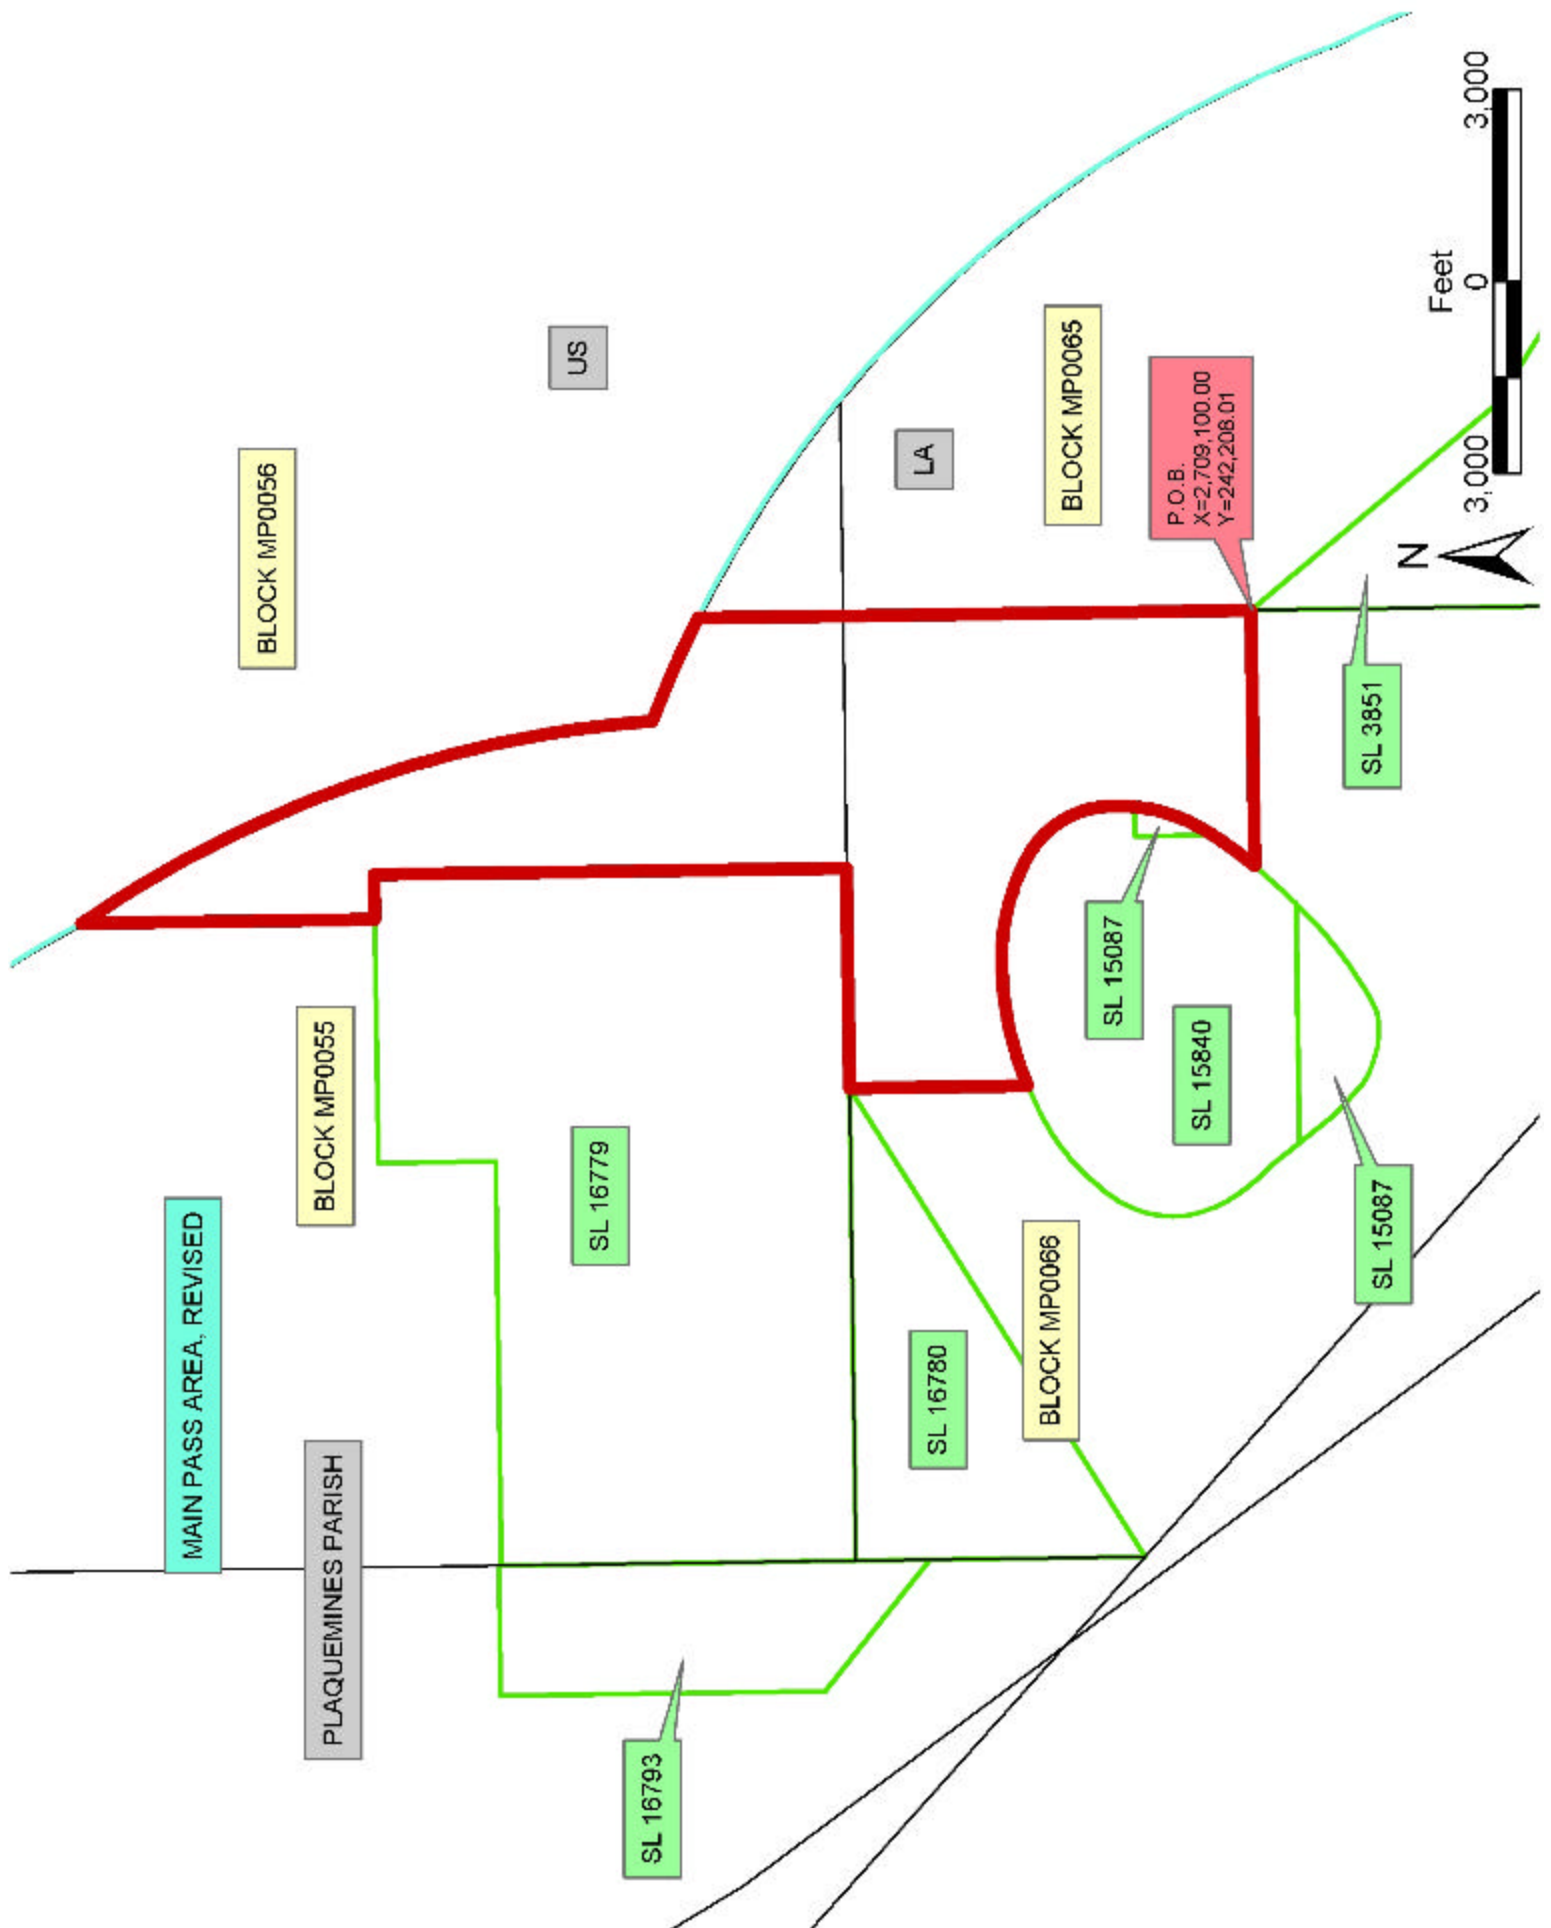 MAIN PASS AREA, REVISED
BLOCK MP0056
PLAQUEMINES PARISH
BLOCK MP0055
US
SL 16779
SL 16793
LA
SL 16780
BLOCK MP0065
BLOCK MP0066
SL 15087
P.O.B.
X=2,709,100.00
Y=242,208.01
SL 15840
SL 3851
SL 15087
N
Feet
3,000
0
3,000